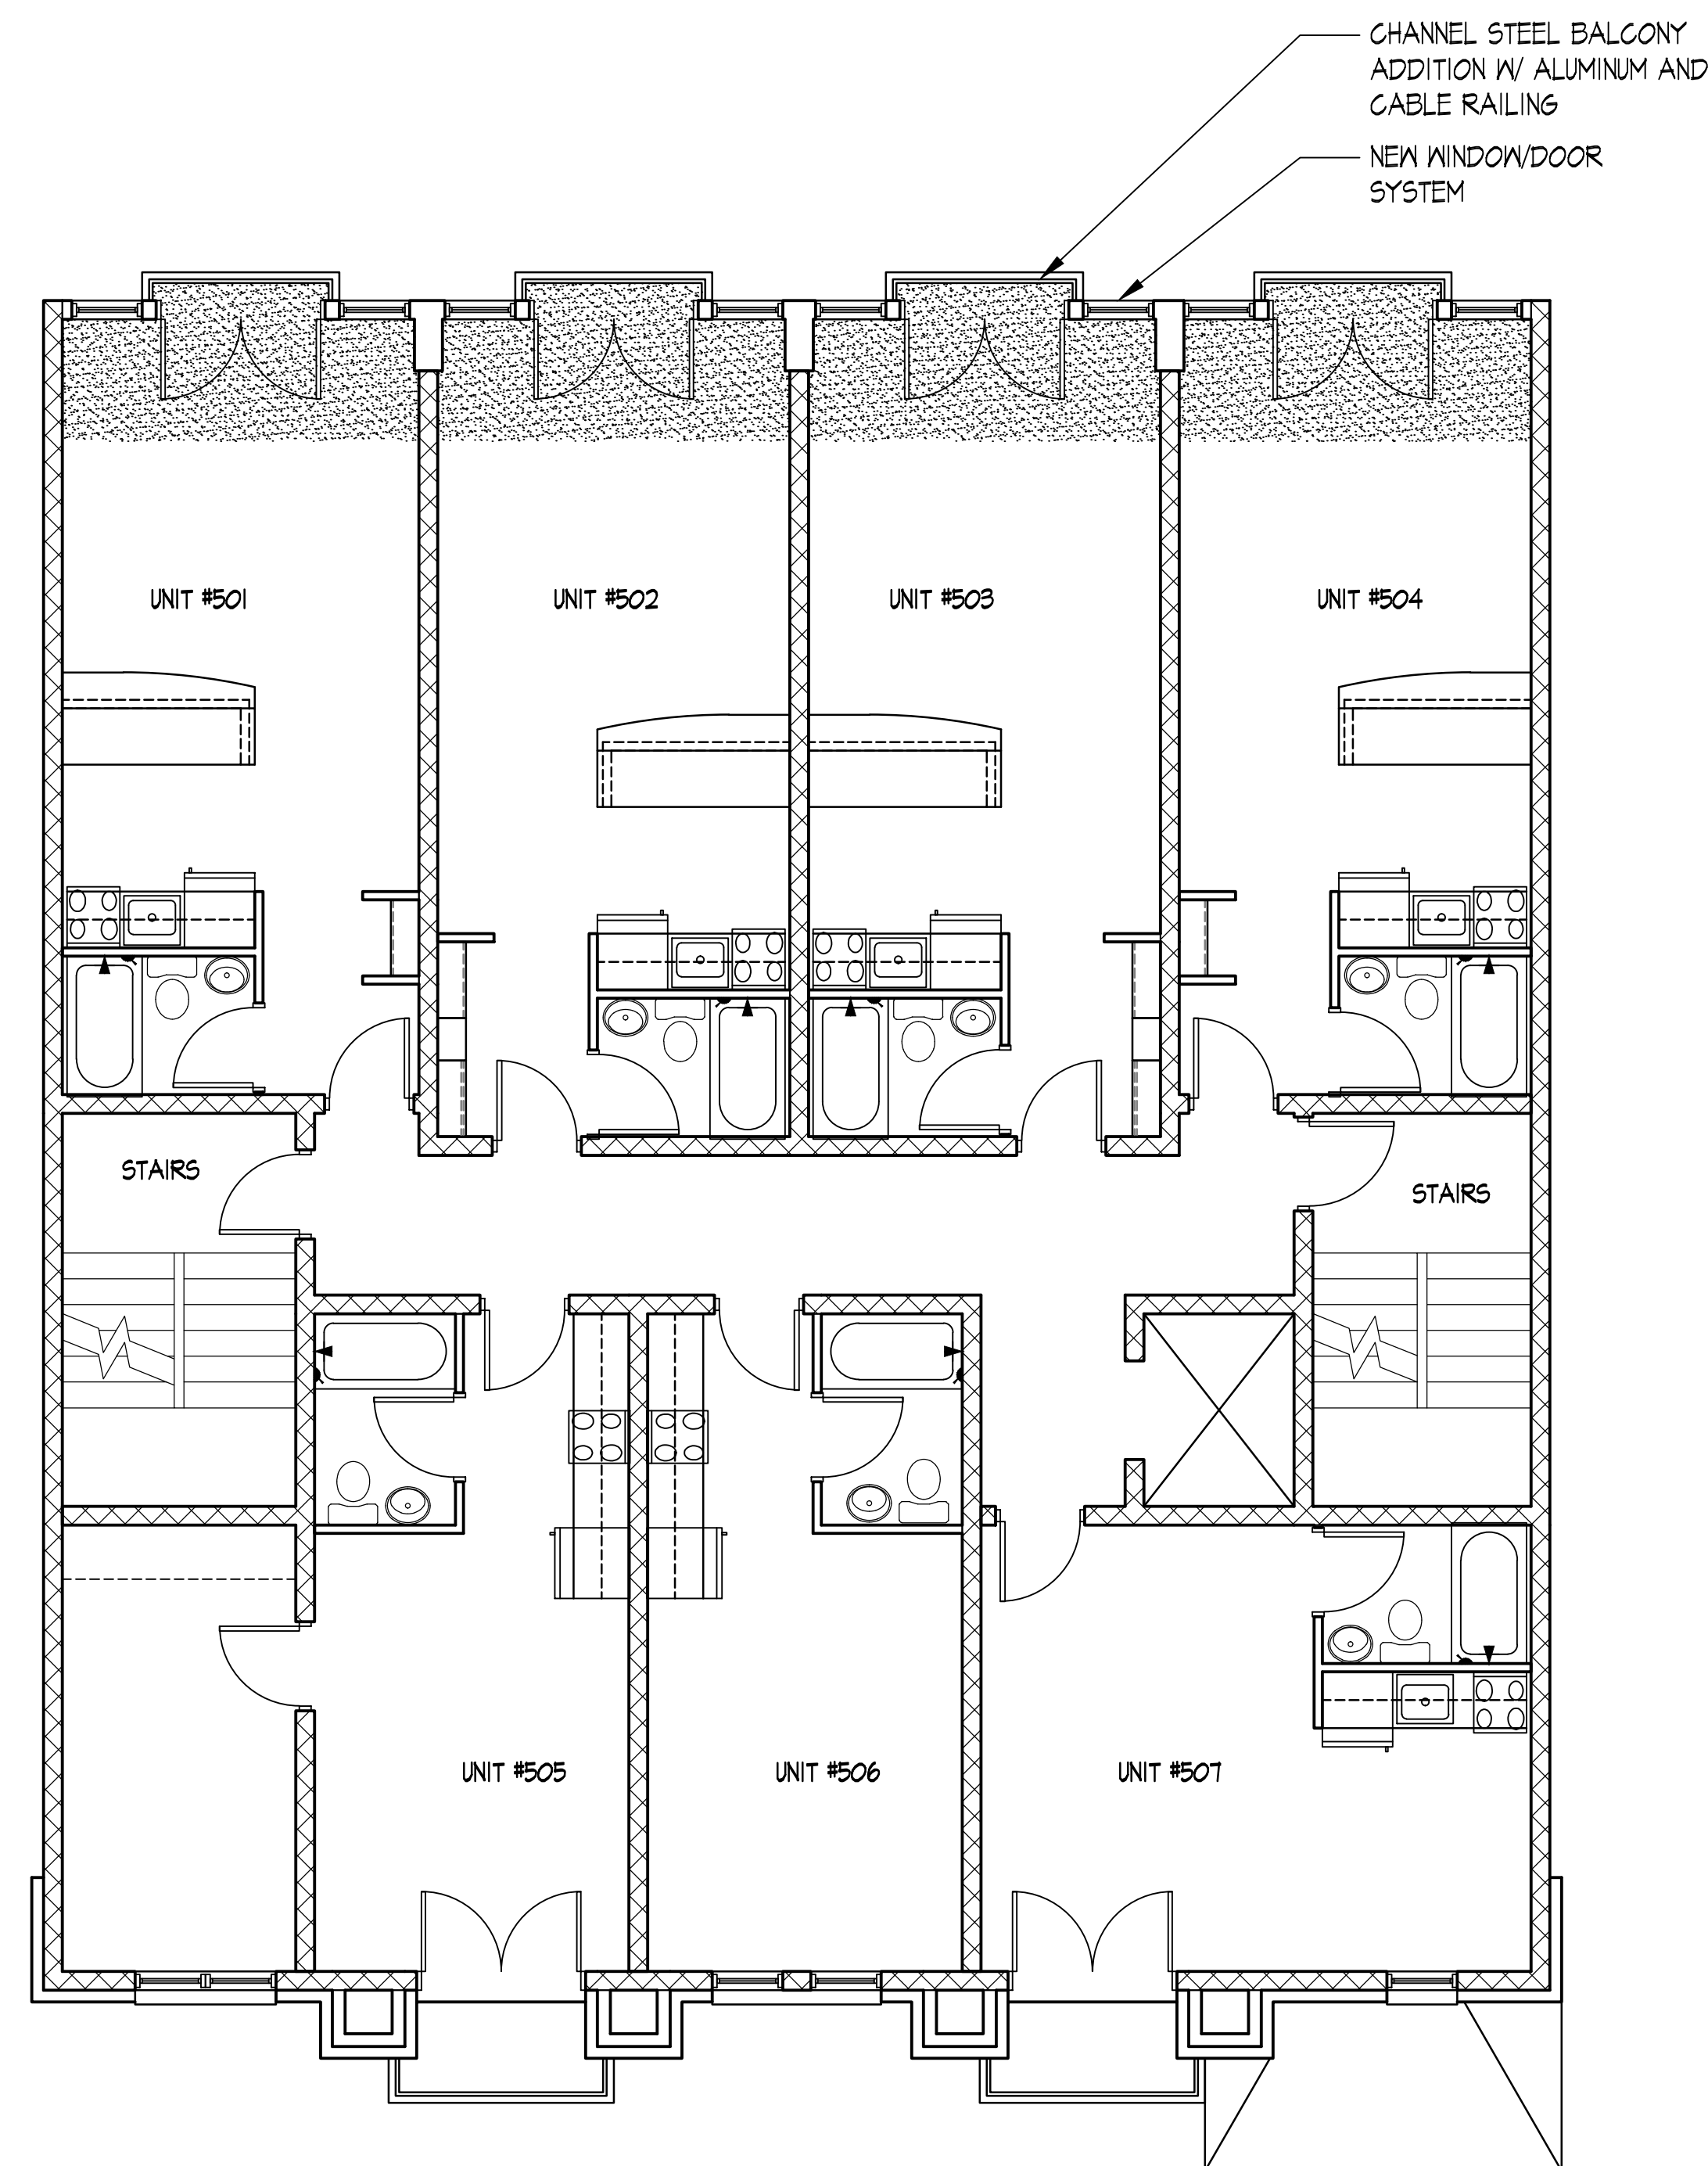 CHANNEL STEEL BALCONY
ADDITION W/ ALUMINUM AND
CABLE RAILING
NEW WINDOW/DOOR
SYSTEM
UNIT #501
UNIT #502
UNIT #503
UNIT #504
STAIRS
STAIRS
UNIT #505
UNIT #506
UNIT #507